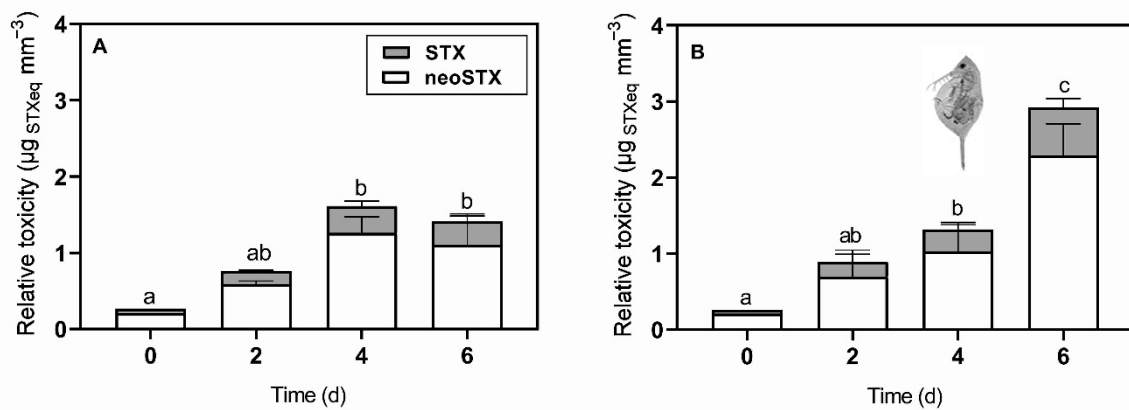 A
STX
neoSTX
Relative toxicity (µg STXeq mm−3)
4
3
2
1
0
a
ab
b
b
0 2 4 6
Time (d)
B
Relative toxicity (µg STXeq mm−3)
4
3
2
1
0
a
ab
b
c
0 2 4 6
Time (d)